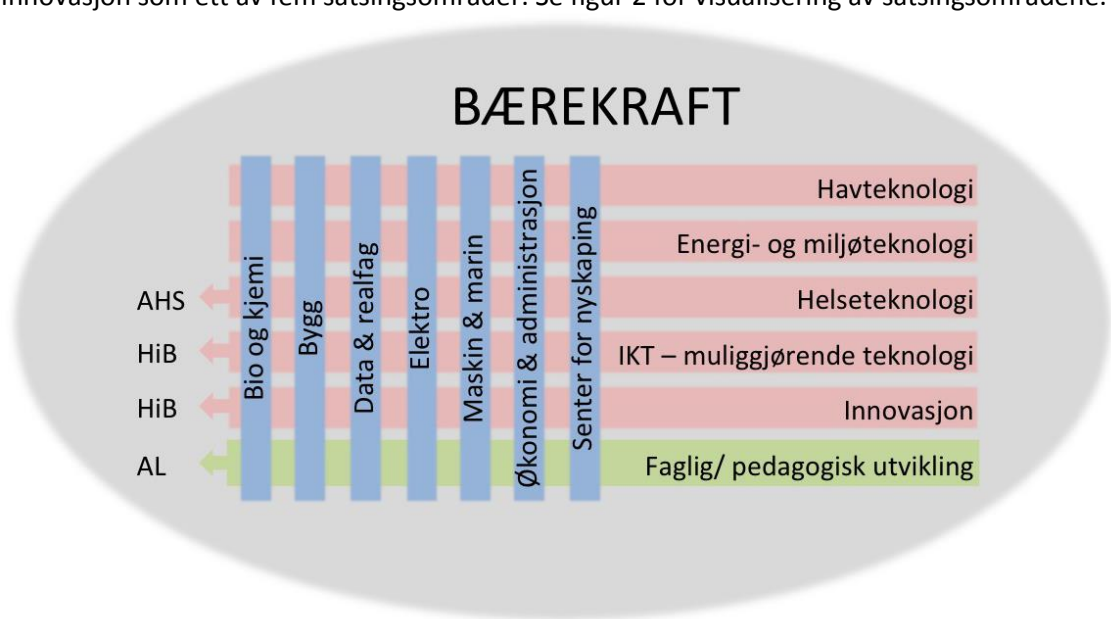 innovasjon som ett av fem satsingsområder. Se figur 2 for visualisering av satsingsområdene.
BÆREKRAFT
Havteknologi
Energi- og miljøteknologi
AHS
Helseteknologi
HiB
IKT – muliggjørende teknologi
HiB
Innovasjon
AL
Faglig/ pedagogisk utvikling
Bio og kjemi
Bygg
Data & realfag
Elektro
Maskin & marin
Økonomi & administrasjon
Senter for nyskaping